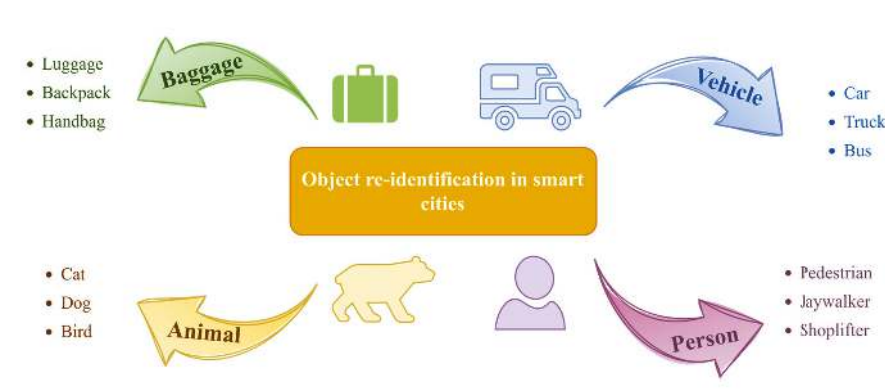 Baggage
• Luggage
• Backpack
• Handbag
Vehicle
• Car
• Truck
• Bus
Object re-identification in smart
cities
• Cat
• Dog
• Bird
Animal
Person
• Pedestrian
• Jaywalker
• Shoplifter